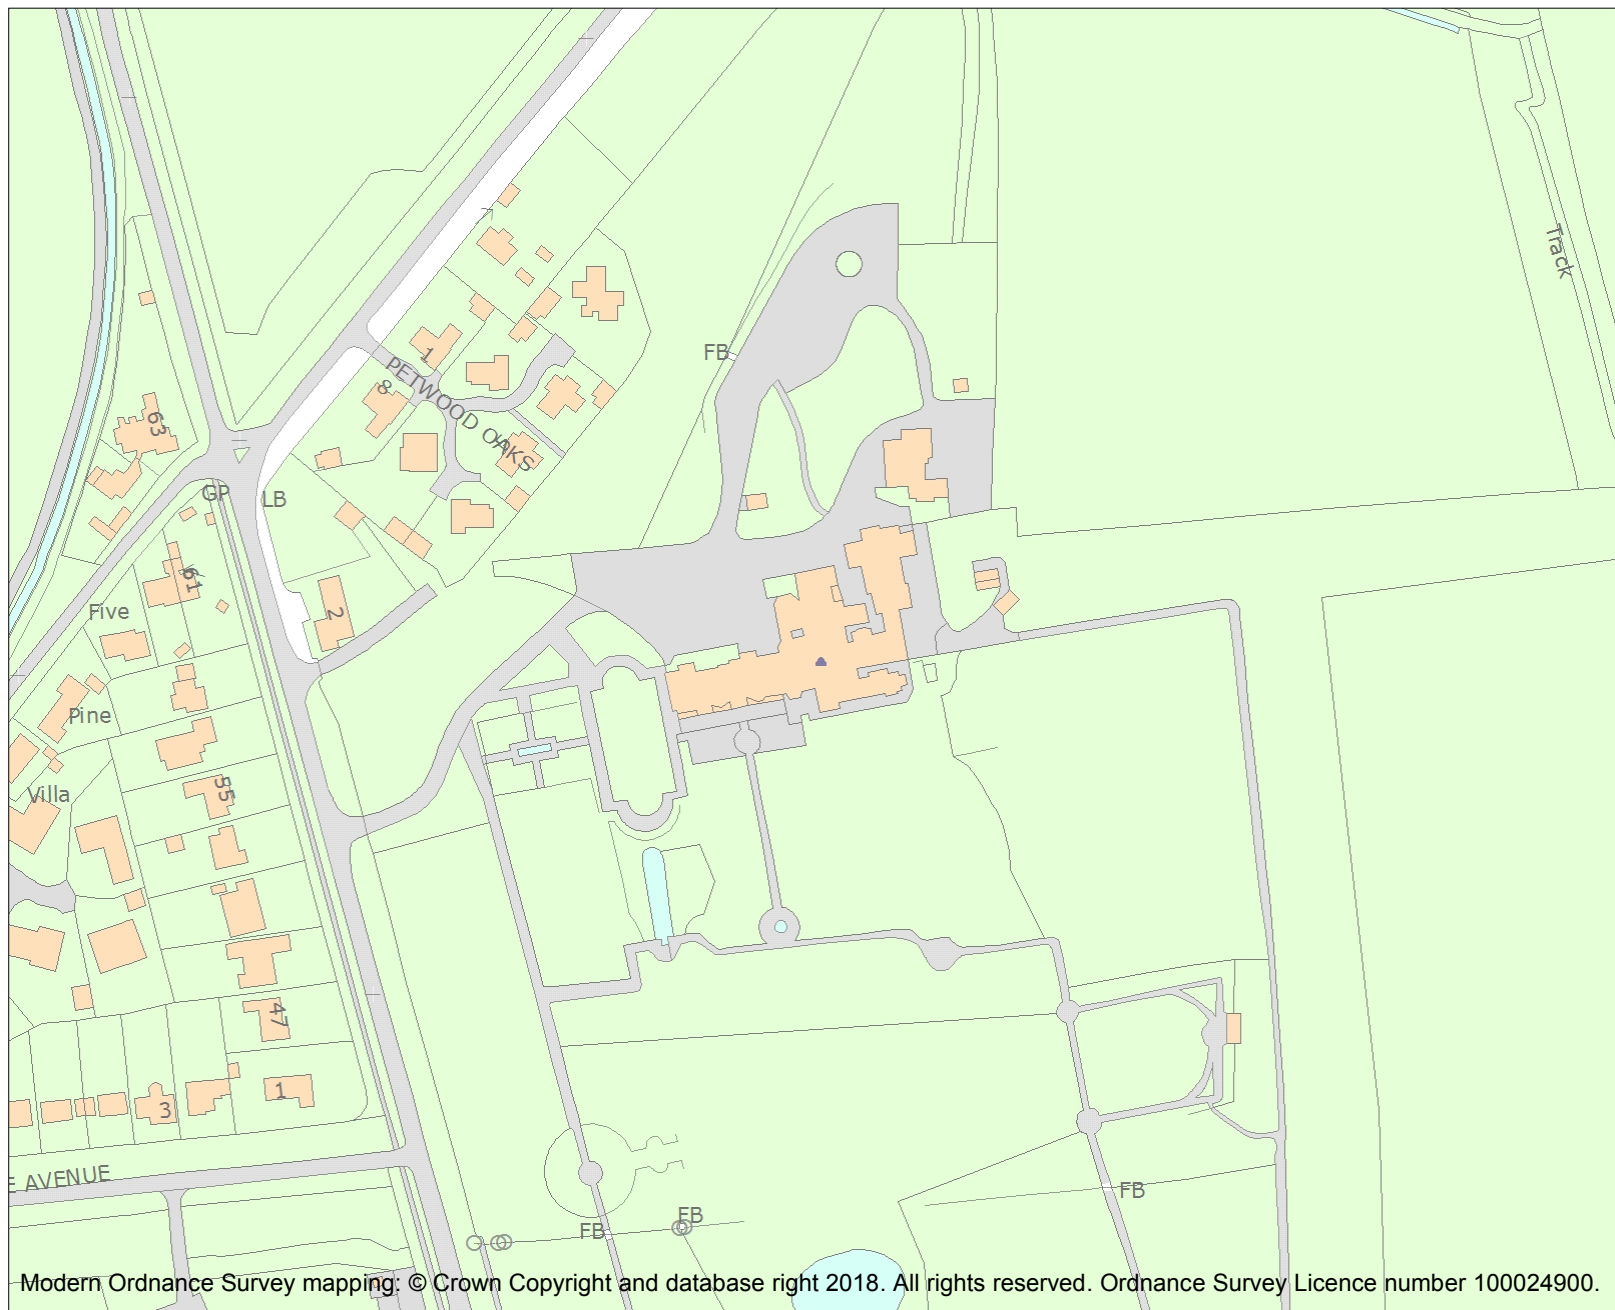 Track
FB
1
8
PETWOOD OAKS
63
GP
LB
61
2
Five
Pine
55
Villa
47
1
3
E AVENUE
FB
FB
FB
Modern Ordnance Survey mapping: © Crown Copyright and database right 2018. All rights reserved. Ordnance Survey Licence number 100024900.